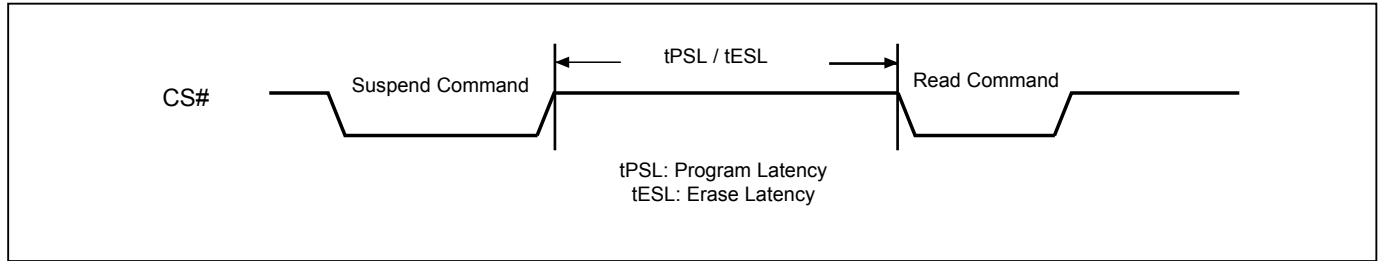 tPSL / tESL
Suspend Command
Read Command
CS#
tPSL: Program Latency
tESL: Erase Latency